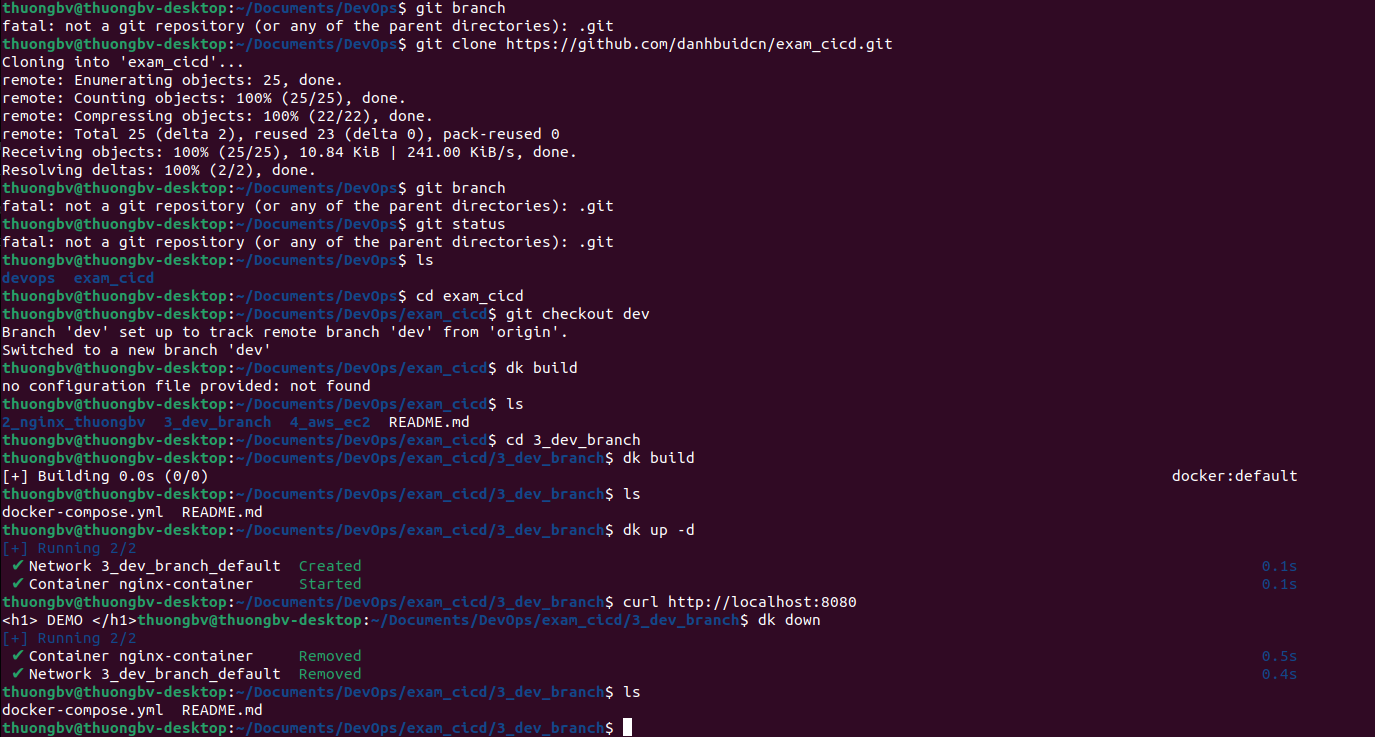 thuongbv@thuongbv-desktop:~/Documents/DevOps$ git branch
fatal: not a git repository (or any of the parent directories): .git
thuongbv@thuongbv-desktop:~/Documents/DevOps$ git clone https://github.com/danhbuidcn/exam_cicd.git
Cloning into 'exam_cicd'...
remote: Enumerating objects: 25, done.
remote: Counting objects: 100% (25/25), done.
remote: Compressing objects: 100% (22/22), done.
remote: Total 25 (delta 2), reused 23 (delta 0), pack-reused 0
Receiving objects: 100% (25/25), 10.84 KiB | 241.00 KiB/s, done.
Resolving deltas: 100% (2/2), done.
thuongbv@thuongbv-desktop:~/Documents/DevOps$ git branch
fatal: not a git repository (or any of the parent directories): .git
thuongbv@thuongbv-desktop:~/Documents/DevOps$ git status
fatal: not a git repository (or any of the parent directories): .git
thuongbv@thuongbv-desktop:~/Documents/DevOps$ ls
devops  exam_cicd
thuongbv@thuongbv-desktop:~/Documents/DevOps$ cd exam_cicd
thuongbv@thuongbv-desktop:~/Documents/DevOps/exam_cicd$ git checkout dev
Branch 'dev' set up to track remote branch 'dev' from 'origin'.
Switched to a new branch 'dev'
thuongbv@thuongbv-desktop:~/Documents/DevOps/exam_cicd$ dk build
no configuration file provided: not found
thuongbv@thuongbv-desktop:~/Documents/DevOps/exam_cicd$ ls
2_nginx_thuongbv  3_dev_branch  4_aws_ec2  README.md
thuongbv@thuongbv-desktop:~/Documents/DevOps/exam_cicd$ cd 3_dev_branch
thuongbv@thuongbv-desktop:~/Documents/DevOps/exam_cicd/3_dev_branch$ dk build
[+] Building 0.0s (0/0) docker:default
thuongbv@thuongbv-desktop:~/Documents/DevOps/exam_cicd/3_dev_branch$ ls
docker-compose.yml  README.md
thuongbv@thuongbv-desktop:~/Documents/DevOps/exam_cicd/3_dev_branch$ dk up -d
[+] Running 2/2
✔ Network 3_dev_branch_default  Created 0.1s
✔ Container nginx-container  Started 0.1s
thuongbv@thuongbv-desktop:~/Documents/DevOps/exam_cicd/3_dev_branch$ curl http://localhost:8080
<h1> DEMO </h1>thuongbv@thuongbv-desktop:~/Documents/DevOps/exam_cicd/3_dev_branch$ dk down
[+] Running 2/2
✔ Container nginx-container  Removed 0.5s
✔ Network 3_dev_branch_default  Removed 0.4s
thuongbv@thuongbv-desktop:~/Documents/DevOps/exam_cicd/3_dev_branch$ ls
docker-compose.yml  README.md
thuongbv@thuongbv-desktop:~/Documents/DevOps/exam_cicd/3_dev_branch$